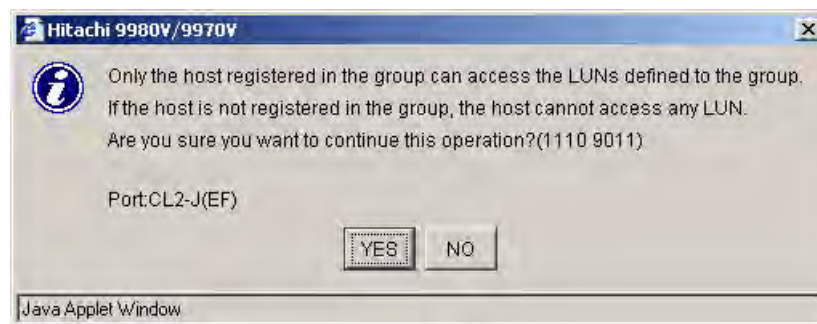 Hitachi 9980V/9970V
Only the host registered in the group can access the LUNs defined to the group.
If the host is not registered in the group, the host cannot access any LUN.
Are you sure you want to continue this operation?(1110 9011)
Port:CL2-J(EF)
YES NO
Java Applet Window